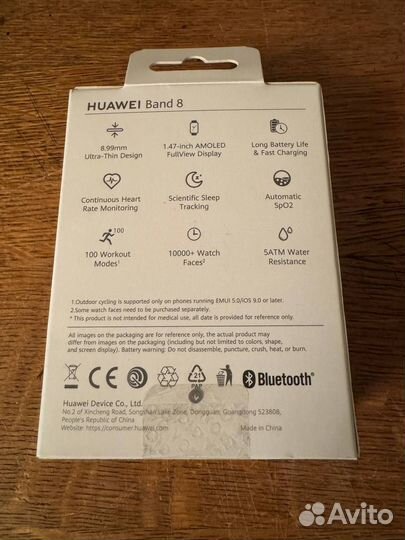 HUAWEI Band 8
8.99mm
Ultra-Thin Design
1.47-inch AMOLED
FullView Display
Long Battery Life
& Fast Charging
Continuous Heart
Rate Monitoring
Scientific Sleep
Tracking
Automatic
SpO2
100
100 Workout
Modes¹
10000+ Watch
Faces²
5ATM Water
Resistance
1.Outdoor cycling is supported only on phones running EMUI 5.0/iOS 9.0 or later.
2.Some watch faces need to be purchased separately.
* This product is not intended for medical use, all date is provided for reference only.
All images on the packaging are for reference only, the actual product may
differ from images on the packaging (including but not limited to colors, shape,
and screen display). Battery warning: Do not disassemble, puncture, crush, heat, or burn.
CE
21
PAP
Bluetooth®
Huawei Device Co., Ltd.
No.2 of Xincheng Road, Songshan Lake Zone, Dongguan, Guangdong 523808,
People's Republic of China
Website: https://consumer.huawei.com
Made in China
Avito